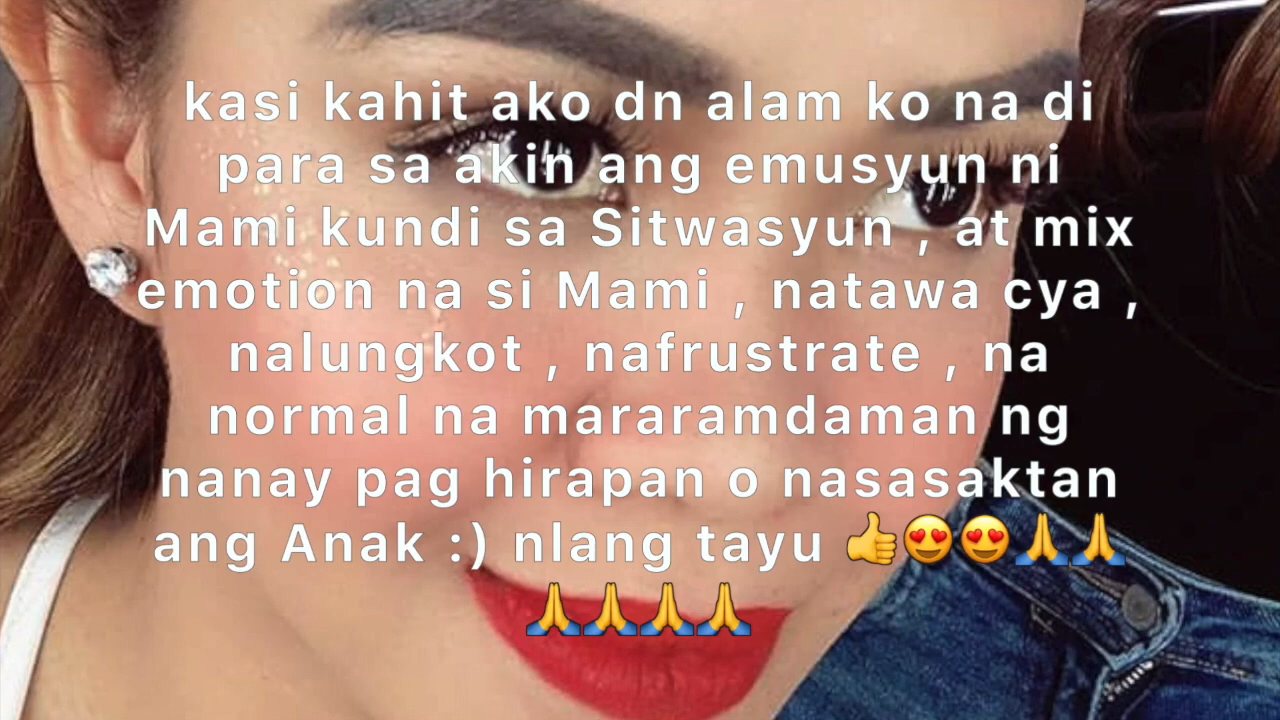 kasi kahit ako dn alam ko na di
para sa akin ang emusyun ni
Mami kundi sa Sitwasyun , at mix
emotion na si Mami , natawa cya ,
nalungkot , nafrustrate , na
normal na mararamdaman ng
nanay pag hirapan o nasasaktan
ang Anak :) nlang tayu 👍😍😍🙏🙏
🙏🙏🙏🙏